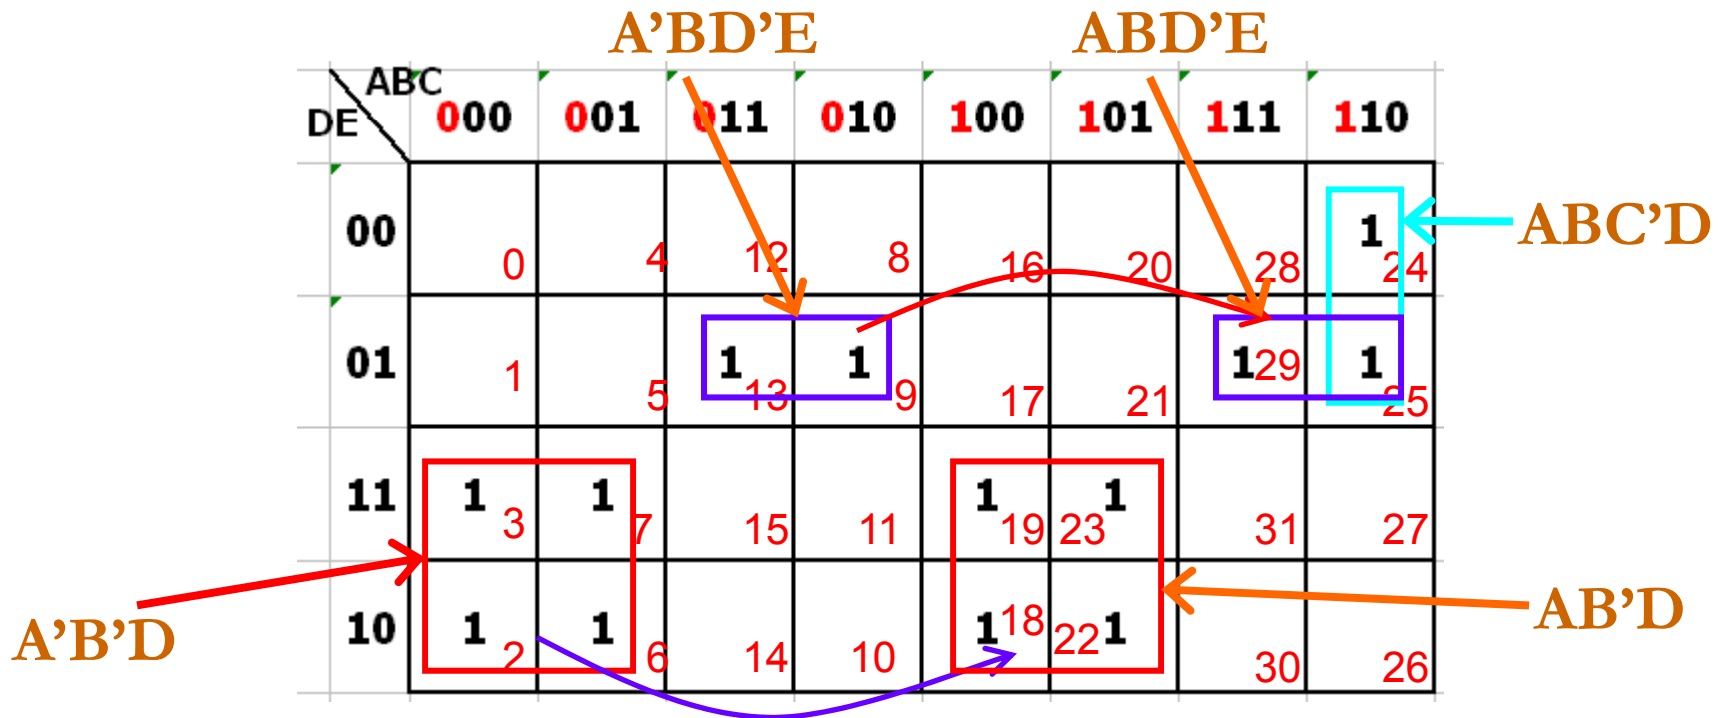 A’BD’E ABD’E
ABC
DE 000 001 011 010 100 101 111 110
00 1 ABC’D
0 4 12 8 16 20 28 24
01 1 1 1 29 1
1 5 13 9 17 21 25
11 1 1 1 1
3 7 15 11 19 23 31 27
A’B’D AB’D
10 1 1 1 18 22 1
2 6 14 10 30 26